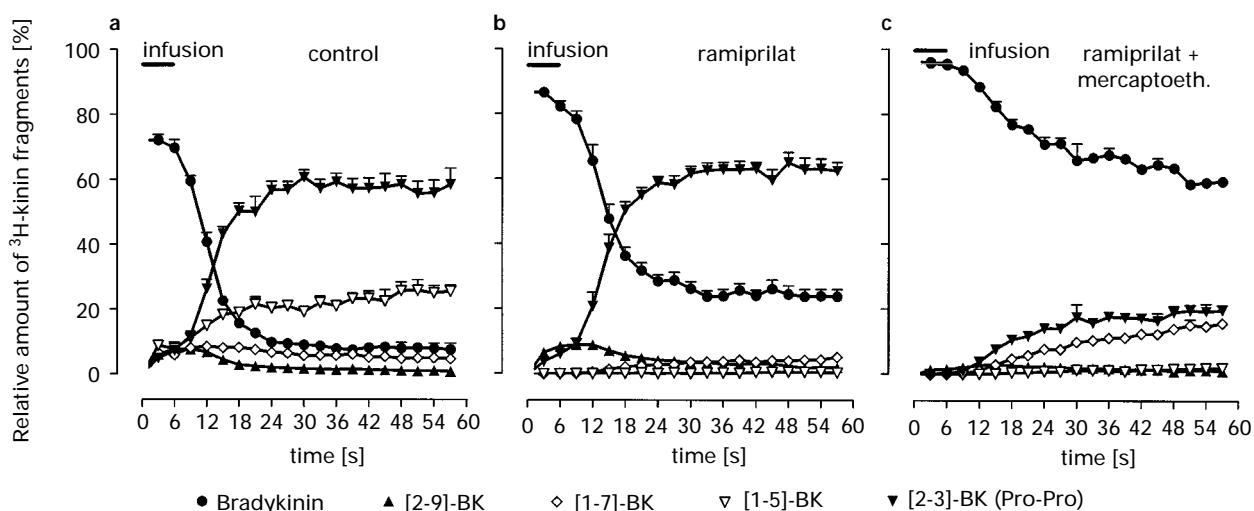 Relative amount of ³H-kinin fragments [%]
a
b
c
infusion
control
infusion
ramiprilat
infusion
ramiprilat +
mercaptoeth.
100
80
60
40
20
0
0 6 12 18 24 30 36 42 48 54 60
0 6 12 18 24 30 36 42 48 54 60
0 6 12 18 24 30 36 42 48 54 60
time [s]
time [s]
time [s]
Bradykinin
[2-9]-BK
[1-7]-BK
[1-5]-BK
[2-3]-BK (Pro-Pro)